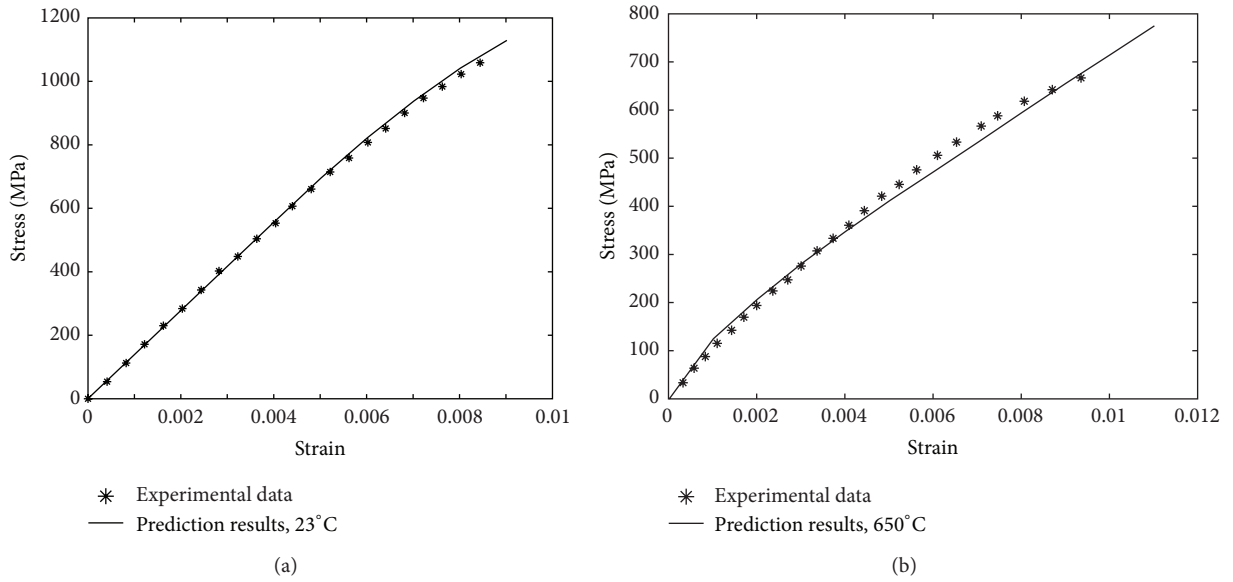 1200
1000
800
600
400
200
0
Stress (MPa)
0 0.002 0.004 0.006 0.008 0.01
Strain
Experimental data
Prediction results, 23°C
(a)
800
700
600
500
400
300
200
100
0
Stress (MPa)
0 0.002 0.004 0.006 0.008 0.01 0.012
Strain
Experimental data
Prediction results, 650°C
(b)